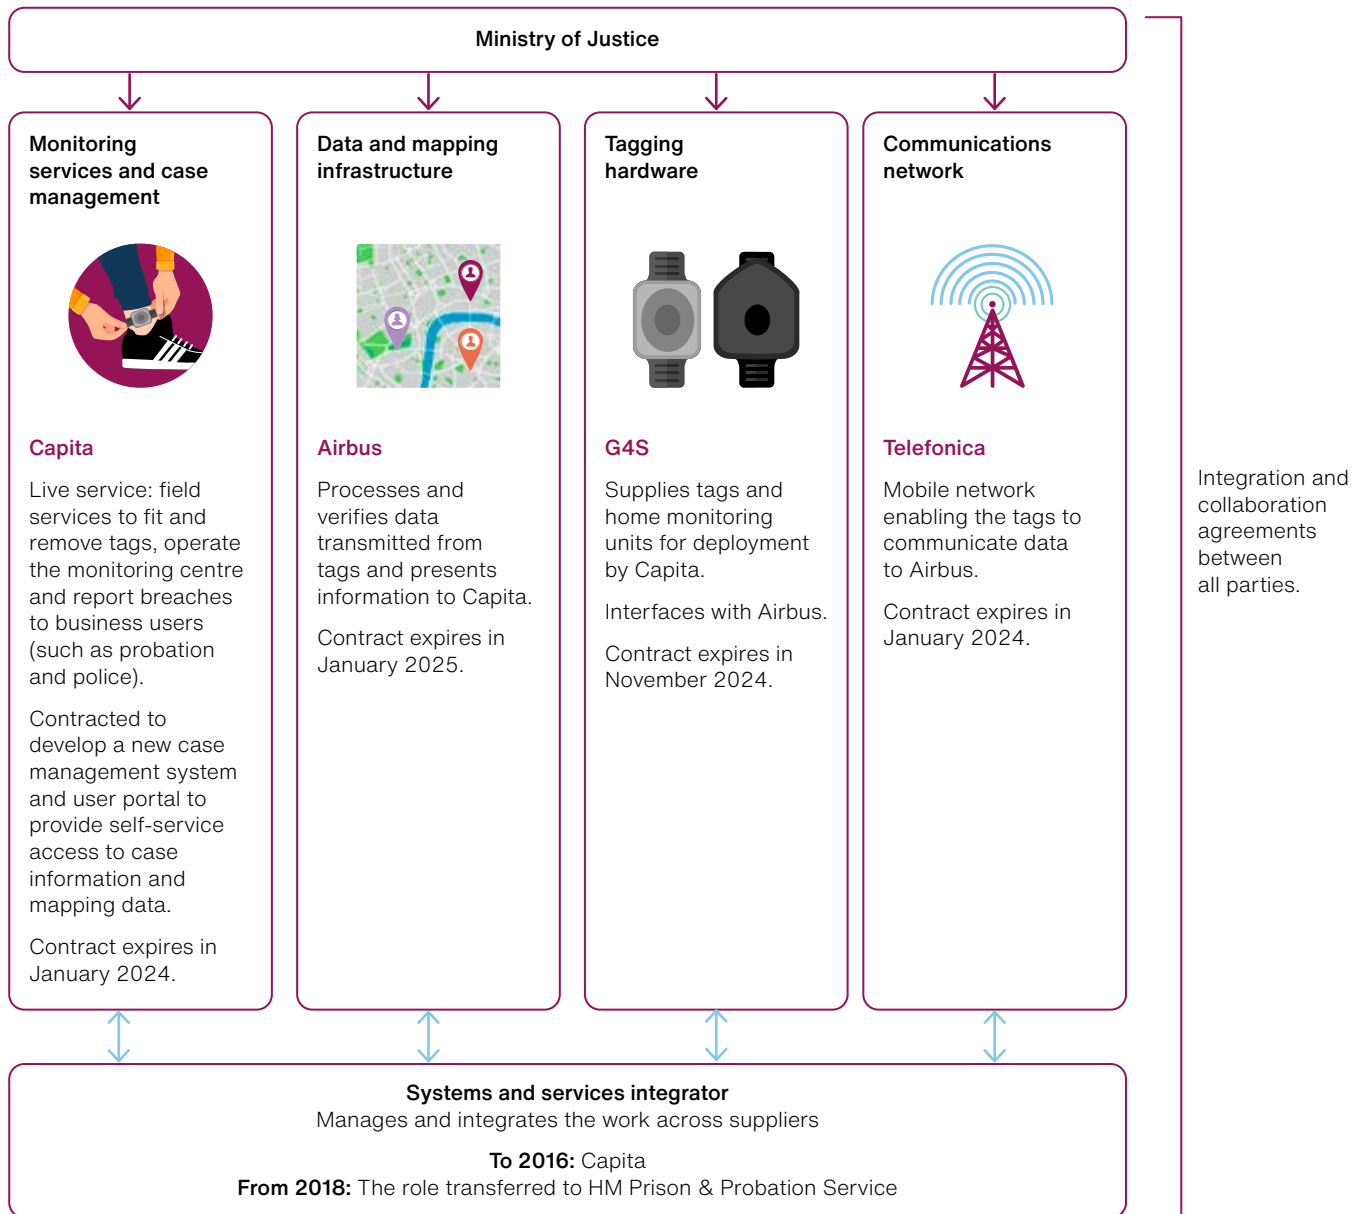 Ministry of Justice
Monitoring
services and case
management
Capita
Live service: field
services to fit and
remove tags, operate
the monitoring centre
and report breaches
to business users
(such as probation
and police).
Contracted to
develop a new case
management system
and user portal to
provide self-service
access to case
information and
mapping data.
Contract expires in
January 2024.
Data and mapping
infrastructure
Airbus
Processes and
verifies data
transmitted from
tags and presents
information to Capita.
Contract expires in
January 2025.
Tagging
hardware
G4S
Supplies tags and
home monitoring
units for deployment
by Capita.
Interfaces with Airbus.
Contract expires in
November 2024.
Communications
network
Telefonica
Mobile network
enabling the tags to
communicate data
to Airbus.
Contract expires in
January 2024.
Integration and
collaboration
agreements
between
all parties.
Systems and services integrator
Manages and integrates the work across suppliers
To 2016: Capita
From 2018: The role transferred to HM Prison & Probation Service